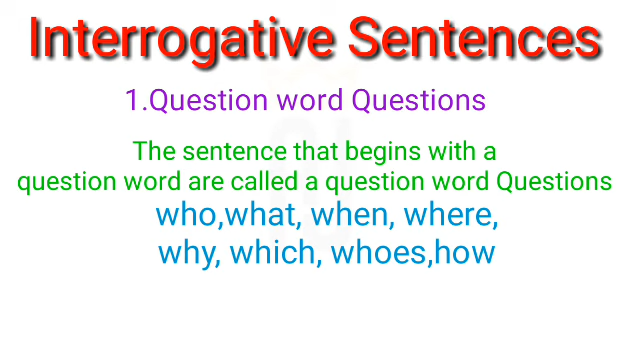 Interrogative Sentences
1.Question word Questions
The sentence that begins with a
question word are called a question word Questions
who,what, when, where,
why, which, whoes,how